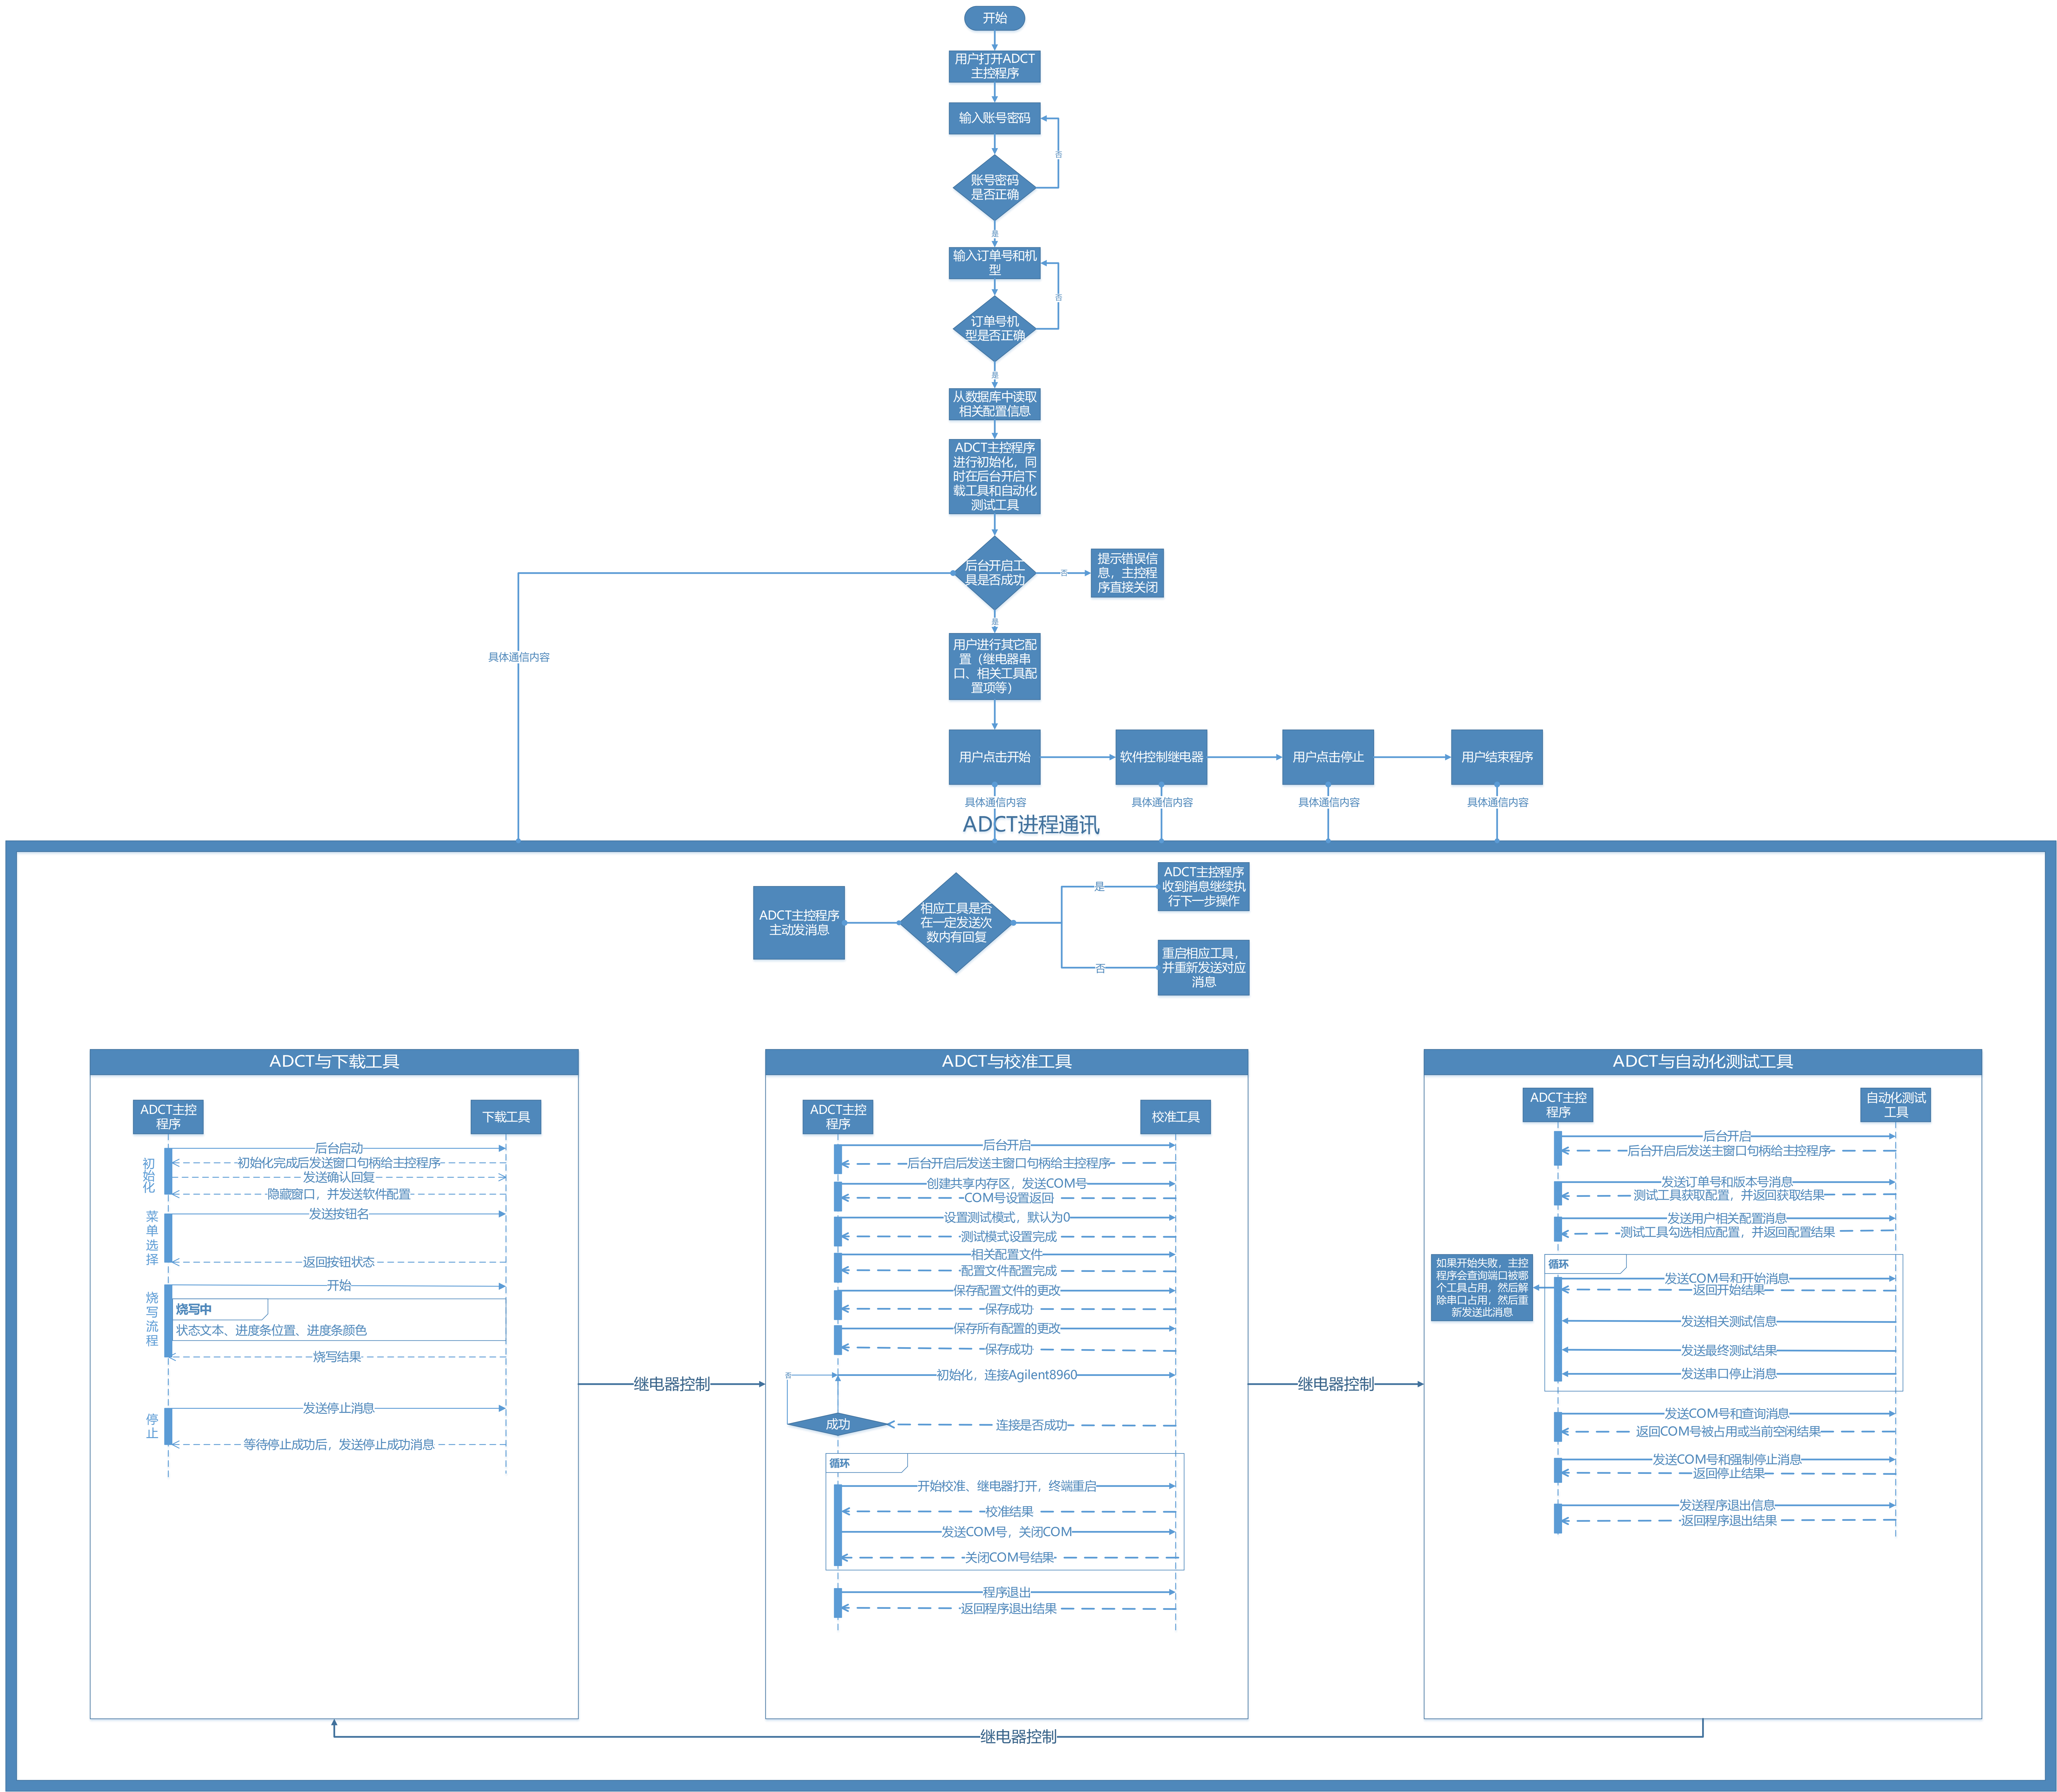 开始
用户打开ADCT
主控程序
输入账号密码
否
账号密码
是否正确
是
输入订单号和机
型
否
订单号机
型是否正确
是
从数据库中读取
相关配置信息
ADCT主控程序
进行初始化，同
时在后台开启下
载工具和自动化
测试工具
后台开启工
具是否成功
否
提示错误信
息，主控程
序直接关闭
是
具体通信内容
用户进行其它配
置（继电器串
口、相关工具配
置项等）
用户点击开始
软件控制继电器
用户点击停止
用户结束程序
具体通信内容
具体通信内容
具体通信内容
具体通信内容
ADCT进程通讯
ADCT主控程序
主动发消息
相应工具是否
在一定发送次
数内有回复
是
ADCT主控程序
收到消息继续执
行下一步操作
否
重启相应工具，
并重新发送对应
消息
ADCT与下载工具
ADCT主控
程序
下载工具
初始化
后台启动
初始化完成后发送窗口句柄给主控程序
发送确认回复
隐藏窗口，并发送软件配置
菜单选择
发送按钮名
返回按钮状态
烧写流程
开始
烧写中
状态文本、进度条位置、进度条颜色
烧写结果
停止
发送停止消息
等待停止成功后，发送停止成功消息
继电器控制
ADCT与校准工具
ADCT主控
程序
校准工具
后台开启
后台开启后发送主窗口句柄给主控程序
创建共享内存区，发送COM号
COM号设置返回
设置测试模式，默认为0
测试模式设置完成
相关配置文件
配置文件配置完成
保存配置文件的更改
保存成功
保存所有配置的更改
保存成功
否
初始化，连接Agilent8960
成功
连接是否成功
循环
开始校准、继电器打开，终端重启
校准结果
发送COM号，关闭COM
关闭COM号结果
程序退出
返回程序退出结果
继电器控制
ADCT与自动化测试工具
ADCT主控
程序
自动化测试
工具
后台开启
后台开启后发送主窗口句柄给主控程序
发送订单号和版本号消息
测试工具获取配置，并返回获取结果
发送用户相关配置消息
测试工具勾选相应配置，并返回配置结果
如果开始失败，主控
程序会查询端口被哪
个工具占用，然后解
除串口占用，然后重
新发送此消息
循环
发送COM号和开始消息
返回开始结果
发送相关测试信息
发送最终测试结果
发送串口停止消息
发送COM号和查询消息
返回COM号被占用或当前空闲结果
发送COM号和强制停止消息
返回停止结果
发送程序退出信息
返回程序退出结果
继电器控制